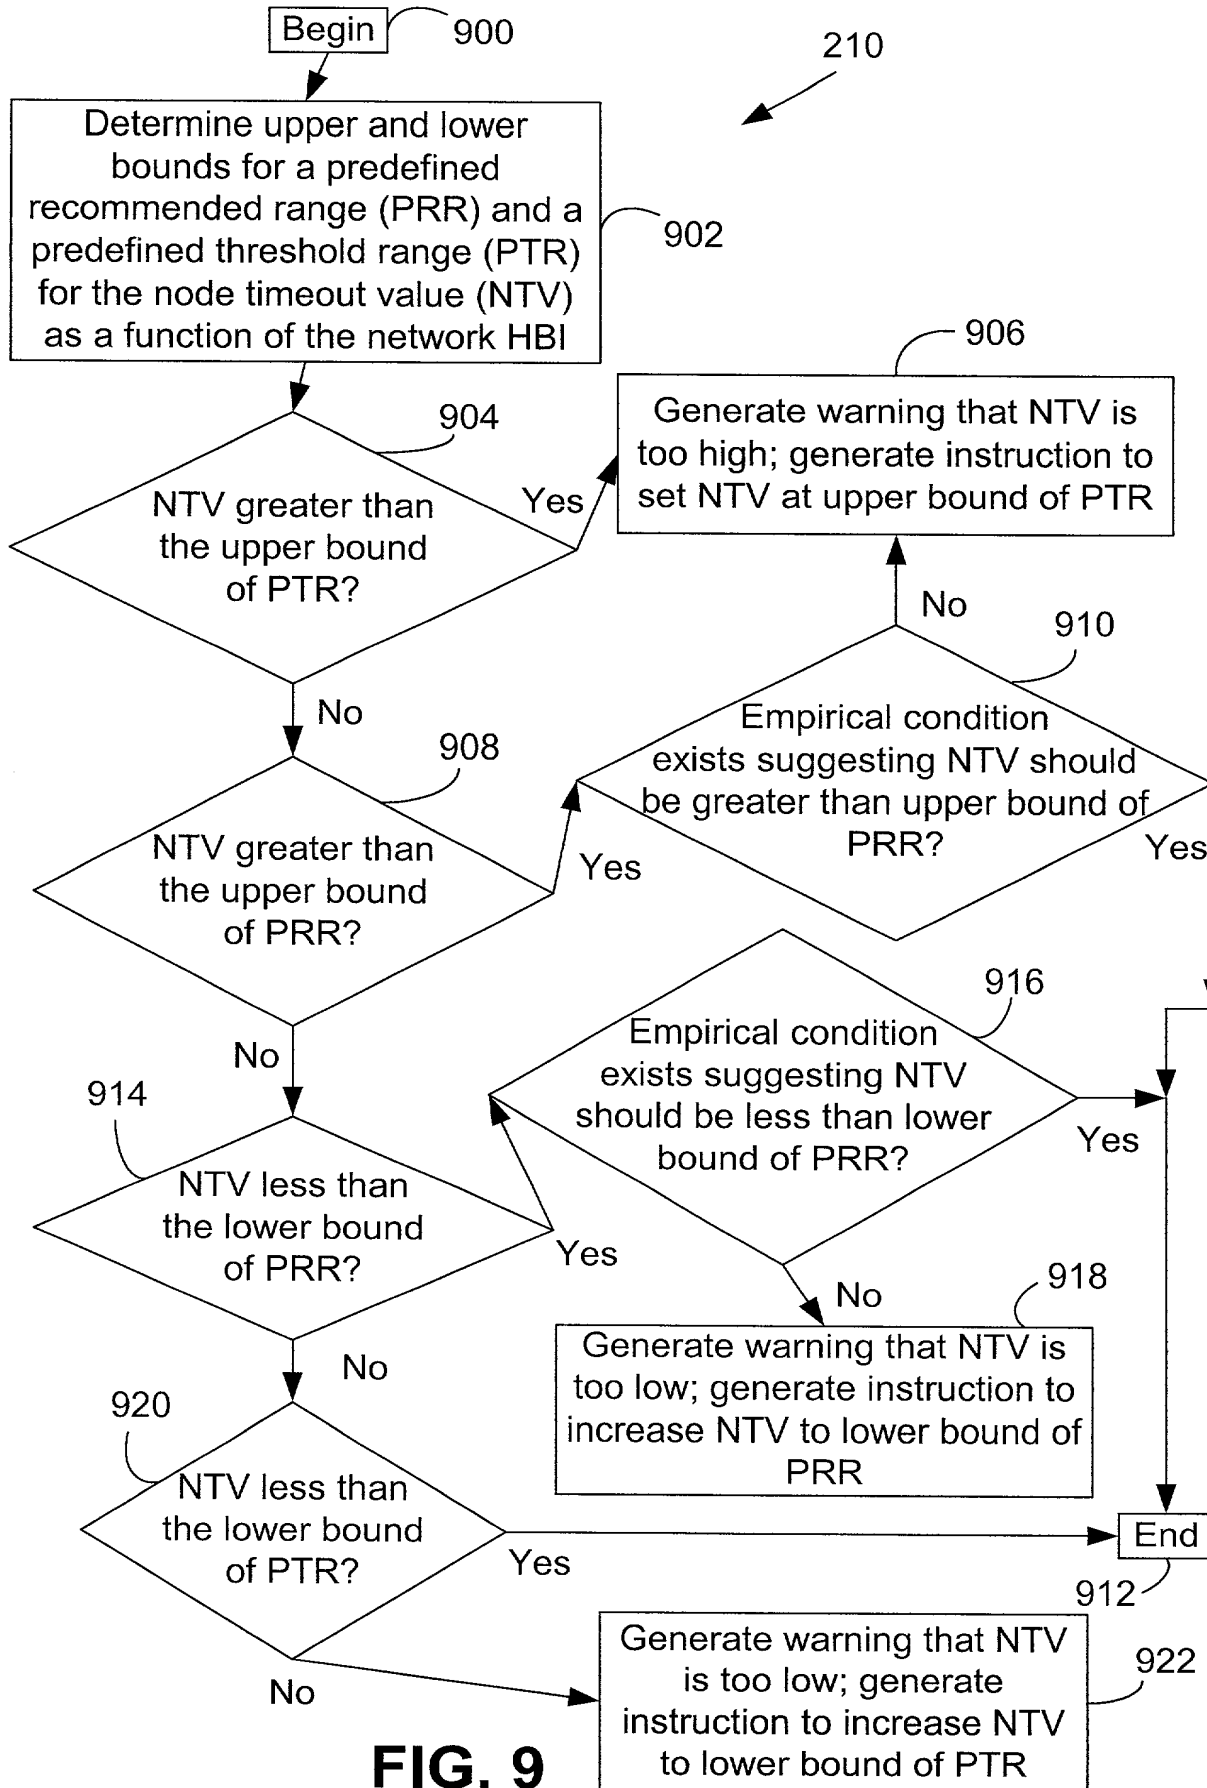 Begin
900
210
Determine upper and lower
bounds for a predefined
recommended range (PRR) and a
predefined threshold range (PTR)
for the node timeout value (NTV)
as a function of the network HBI
902
906
Generate warning that NTV is
too high; generate instruction to
set NTV at upper bound of PTR
904
NTV greater than
the upper bound
of PTR?
Yes
No
No
910
Empirical condition
exists suggesting NTV should
be greater than upper bound of
PRR?
Yes
908
NTV greater than
the upper bound
of PRR?
Yes
No
916
Empirical condition
exists suggesting NTV
should be less than lower
bound of PRR?
Yes
No
914
NTV less than
the lower bound
of PRR?
Yes
No
918
Generate warning that NTV is
too low; generate instruction to
increase NTV to lower bound of
PRR
920
NTV less than
the lower bound
of PTR?
Yes
No
End
912
Generate warning that NTV
is too low; generate
instruction to increase NTV
to lower bound of PTR
922
FIG. 9